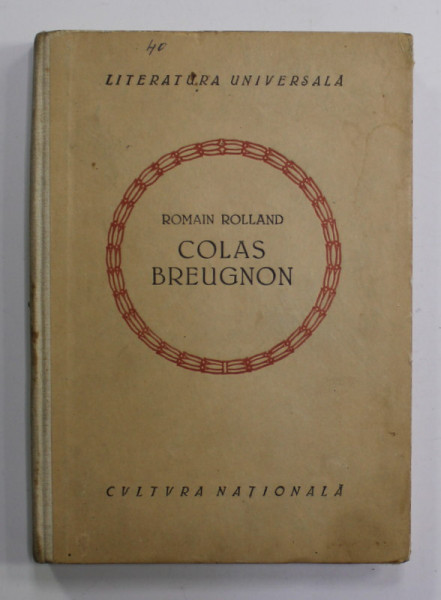 40
LITERATURA UNIVERSALĂ
ROMAIN ROLLAND
COLAS
BREUGNON
CVLTVRA NAȚIONALĂ